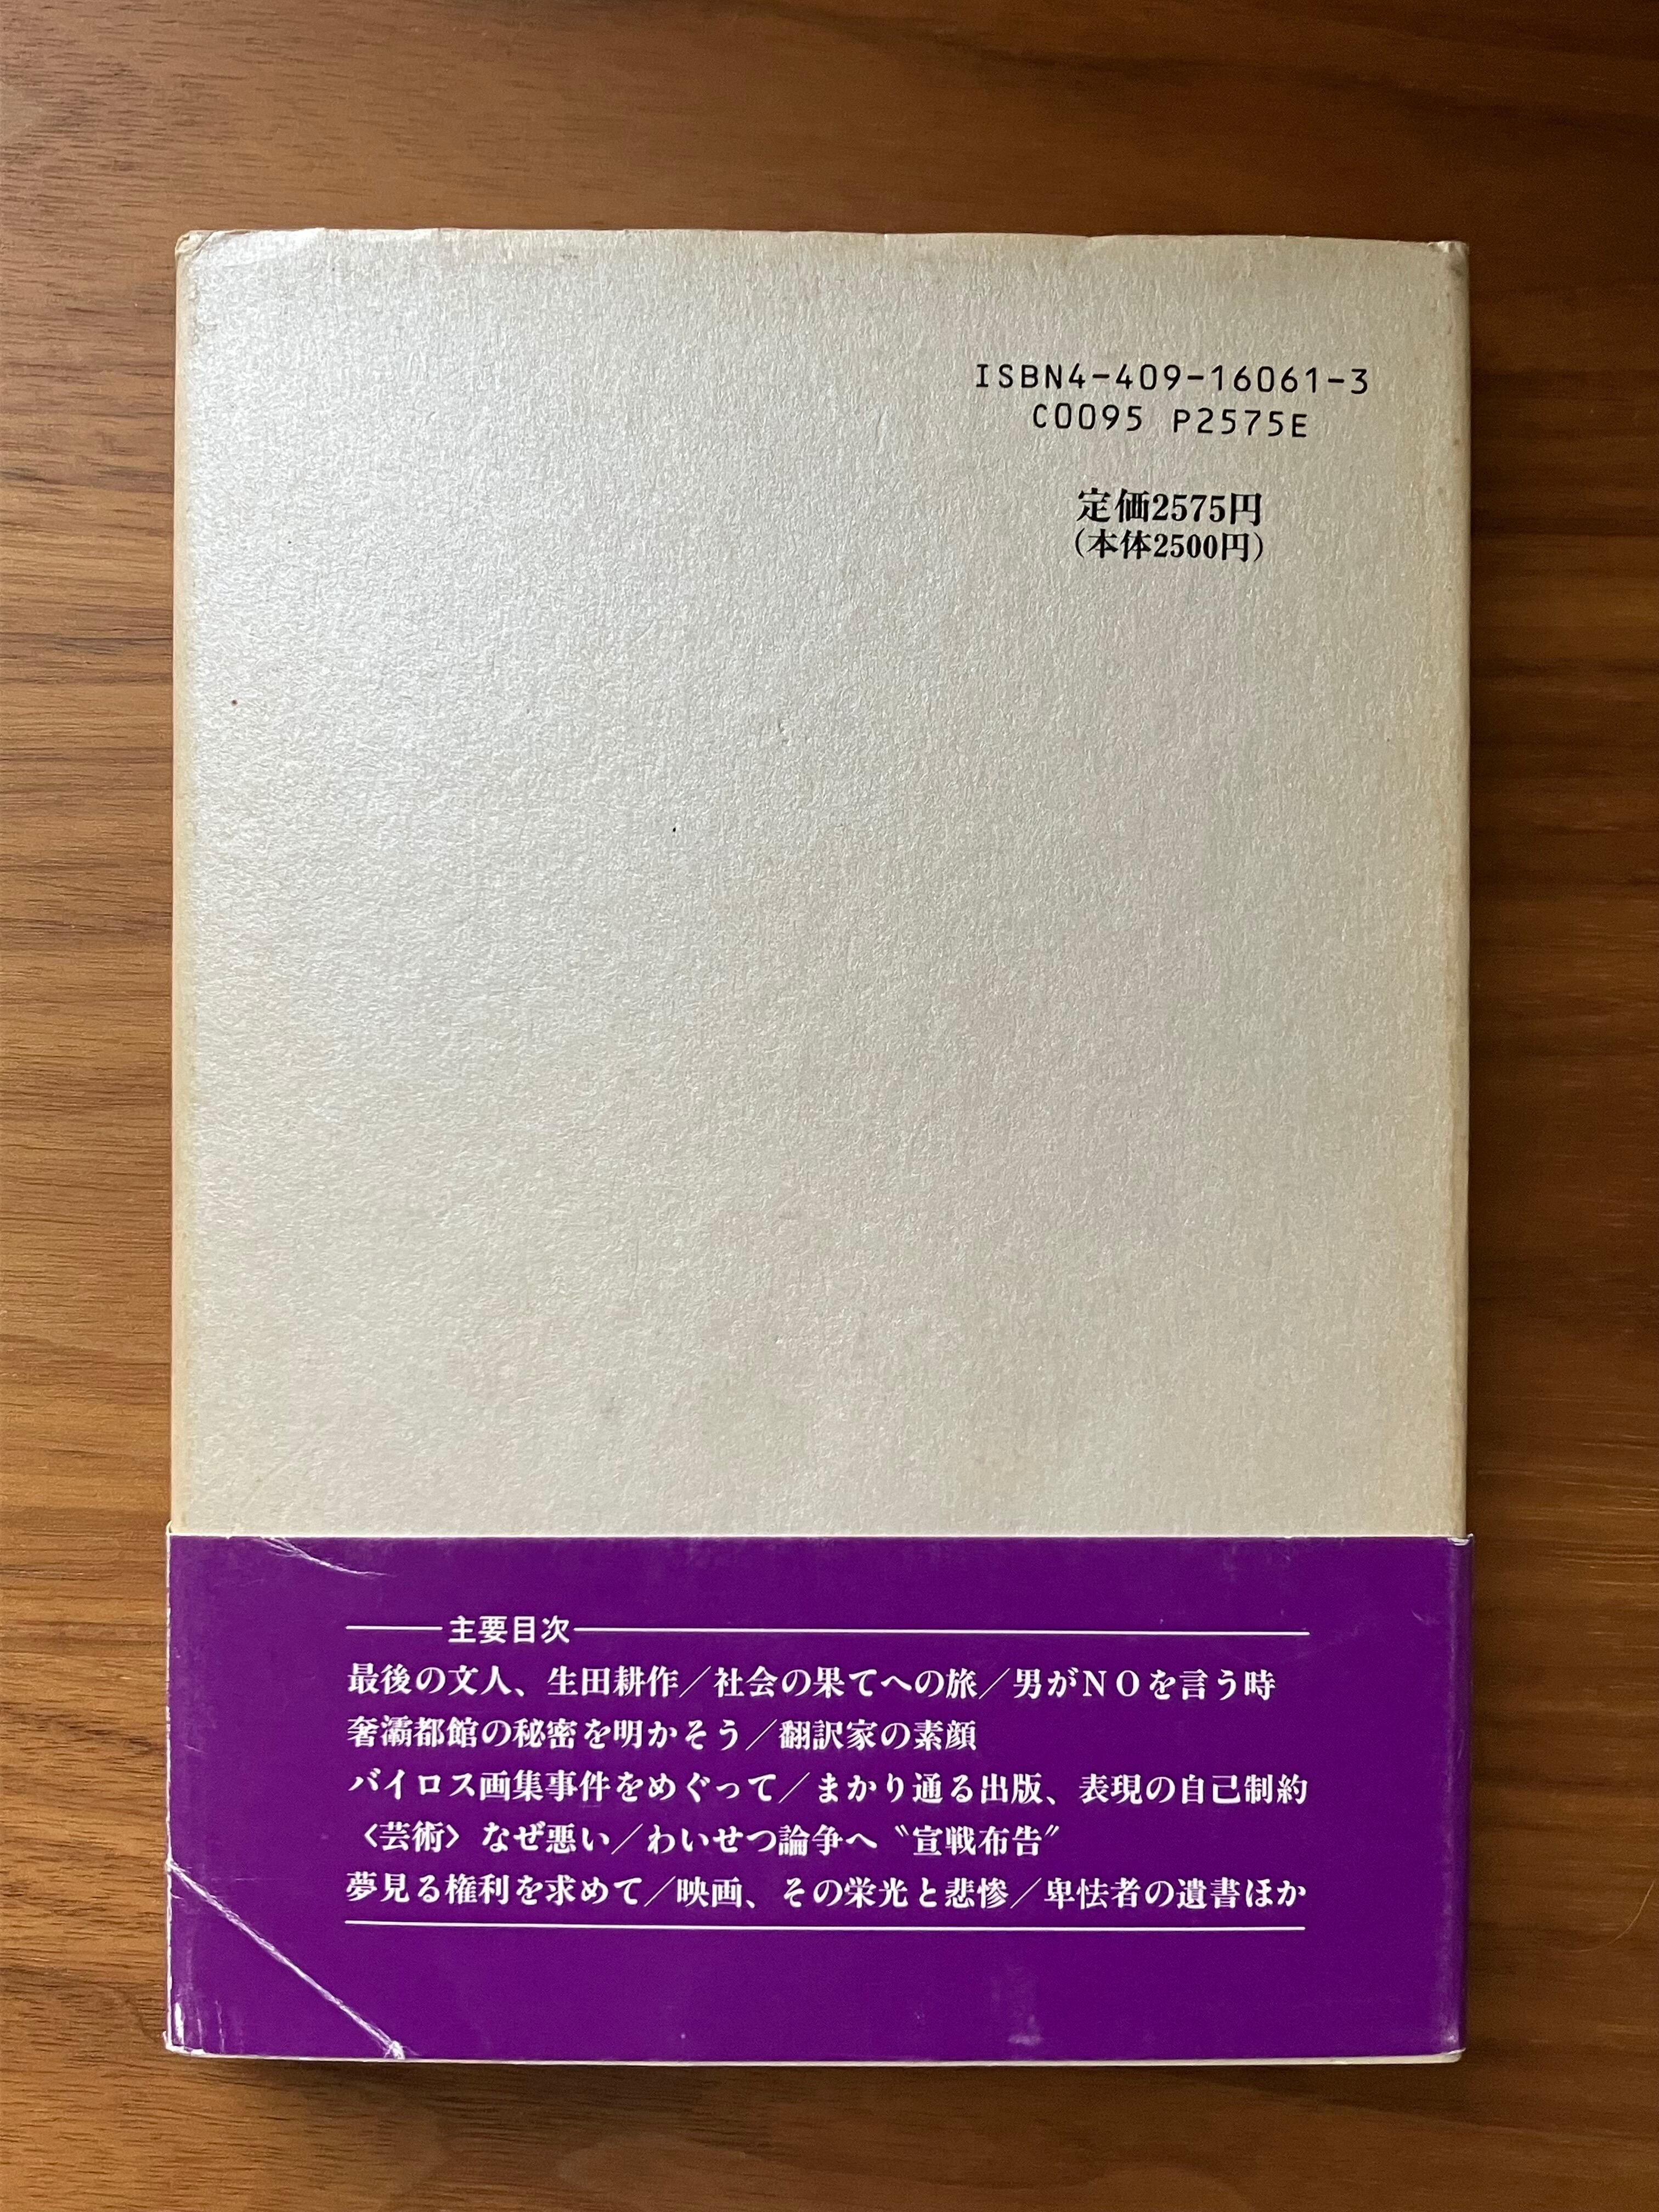 ISBN4-409-16061-3
C0095 P2575E
定価2575円
(本体2500円)
主要目次
最後の文人、生田耕作／社会の果てへの旅／男がNOを言う時
奢灞都館の秘密を明かそう／翻訳家の素顔
バイロス画集事件をめぐって／まかり通る出版、表現の自己制約
〈芸術〉なぜ悪い／わいせつ論争へ〝宣戦布告〞
夢見る権利を求めて／映画、その栄光と悲惨／卑怯者の遺書ほか